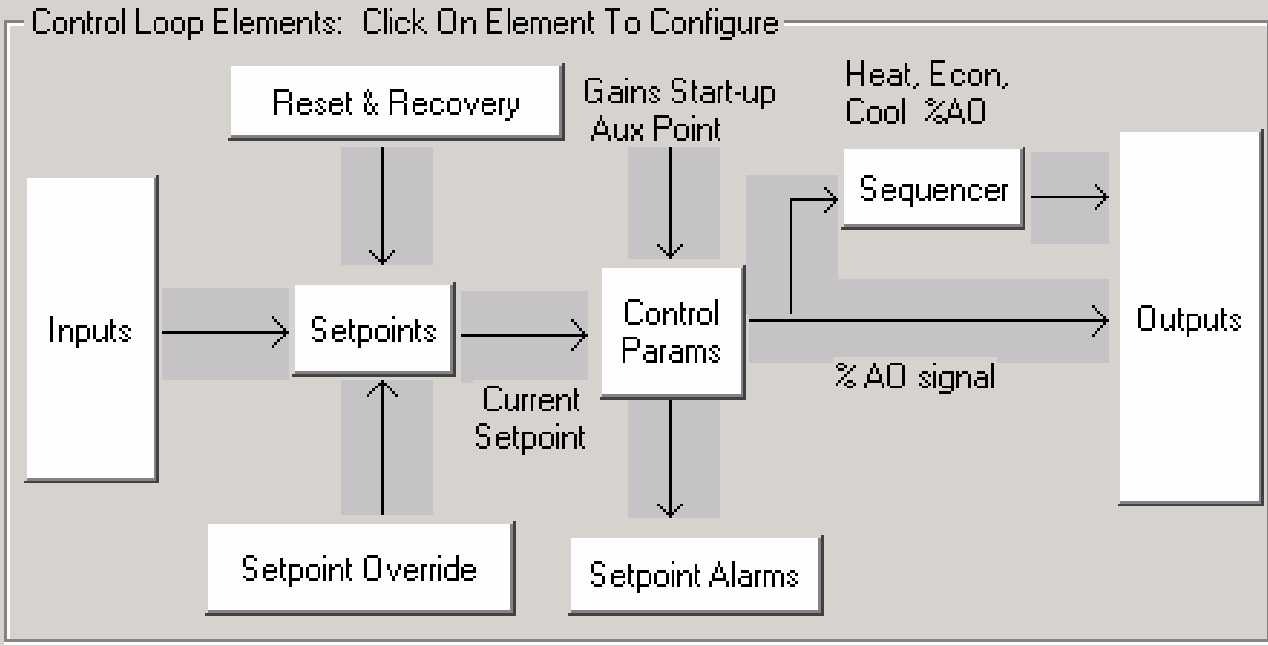 Control Loop Elements:  Click On Element To Configure
Reset & Recovery
Gains Start-up
Aux Point
Heat, Econ,
Cool  %AO
Sequencer
Inputs
Setpoints
Control
Params
Outputs
% AO signal
Current
Setpoint
Setpoint Override
Setpoint Alarms